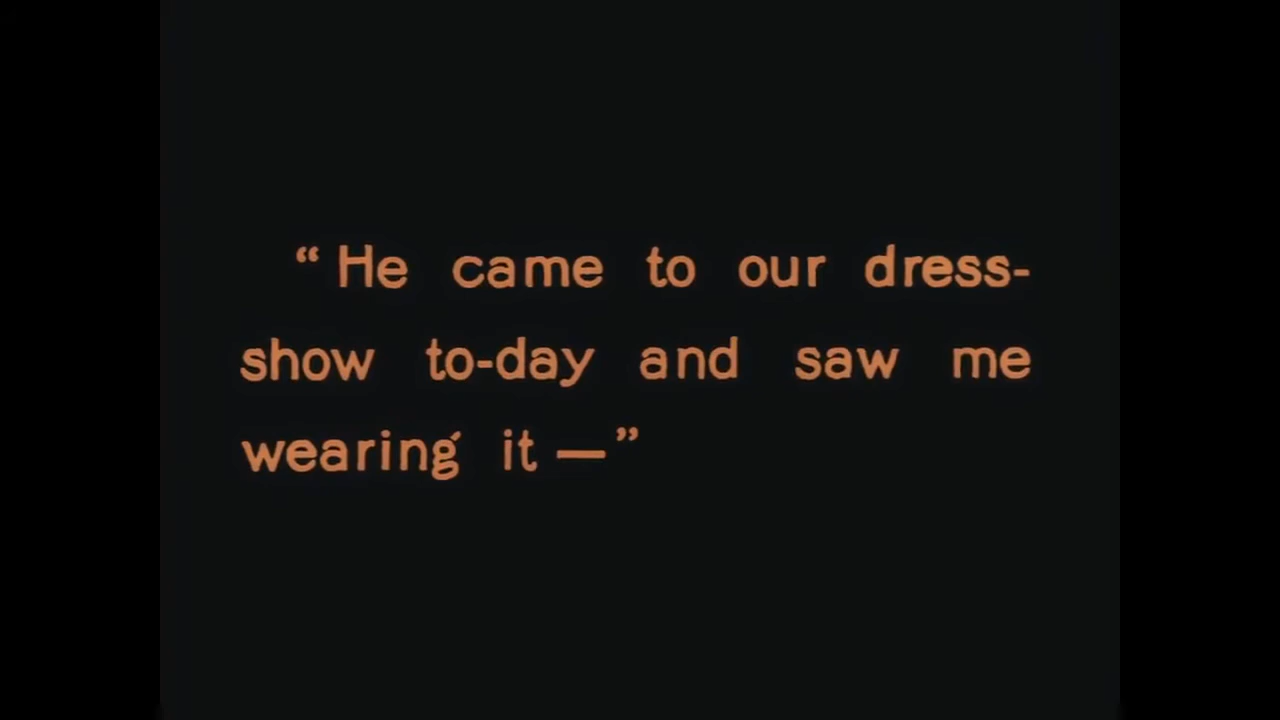 “ He came to our dress-
show to-day and saw me
wearing it —”